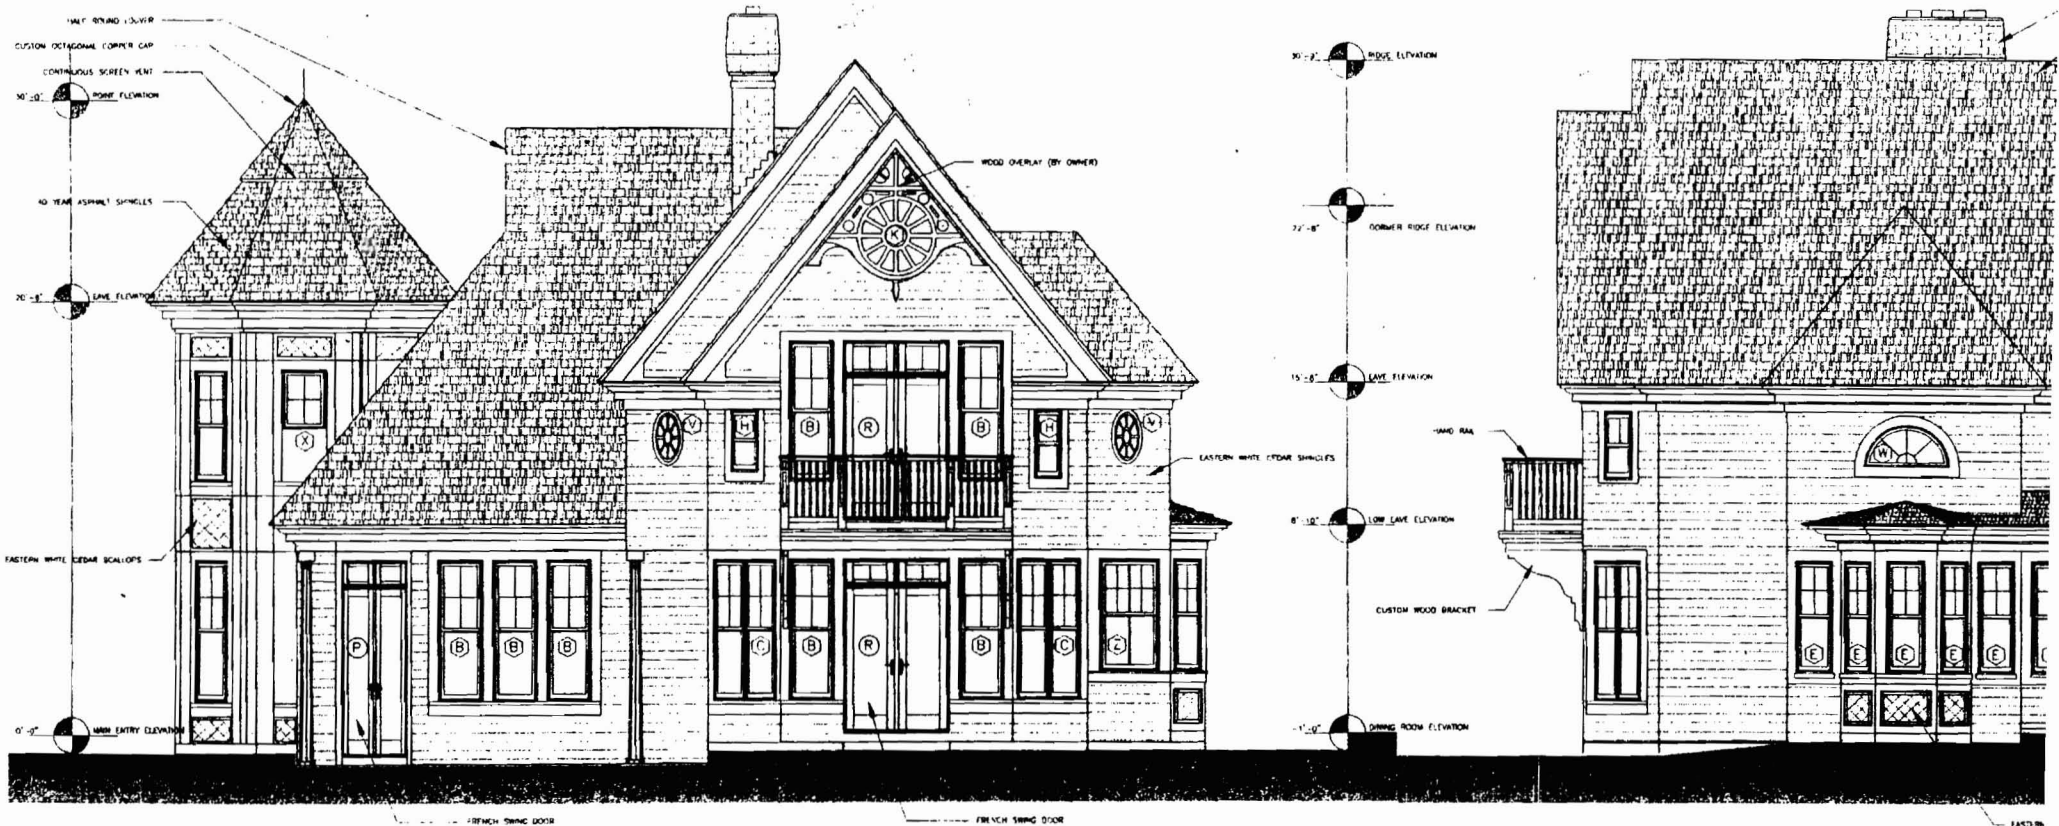 HALF ROUND LOUVER
CUSTOM OCTAGONAL COPPER CAP
CONTINUOUS SCREEN VENT
30'-0" POINT ELEVATION
40 YEAR ASPHALT SHINGLES
20'-8" EAVE ELEVATION
X
EASTERN WHITE CEDAR SCALLOPS
0'-0" MAIN ENTRY ELEVATION
WOOD OVERLAY (BY OWNER)
K
V H B R B H V
EASTERN WHITE CEDAR SHINGLES
P B B B C B R B C Z
FRENCH SWING DOOR
FRENCH SWING DOOR
RIDGE ELEVATION
22'-8" DORMER RIDGE ELEVATION
15'-8" EAVE ELEVATION
HAND RAIL
W
8'-10" LOW EAVE ELEVATION
CUSTOM WOOD BRACKET
E E E E E
-1'-0" DINING ROOM ELEVATION
EASTERN